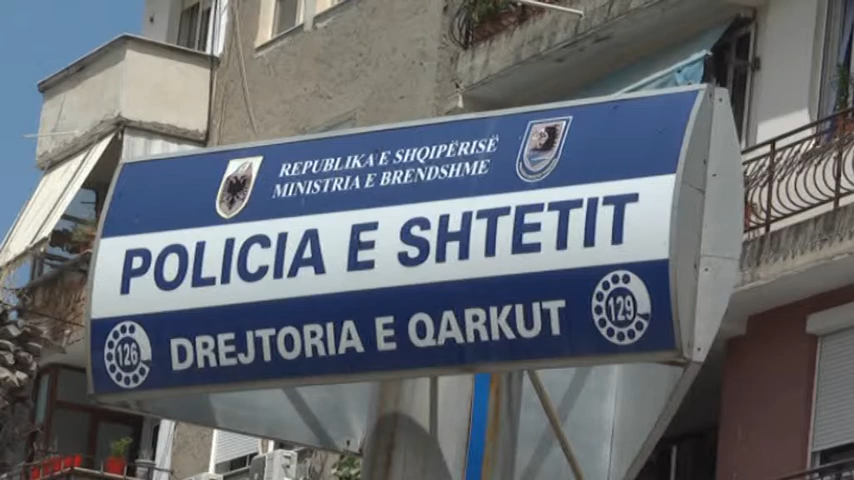 REPUBLIKA E SHQIPËRISË
MINISTRIA E BRENDSHME
POLICIA E SHTETIT
126 DREJTORIA E QARKUT 129